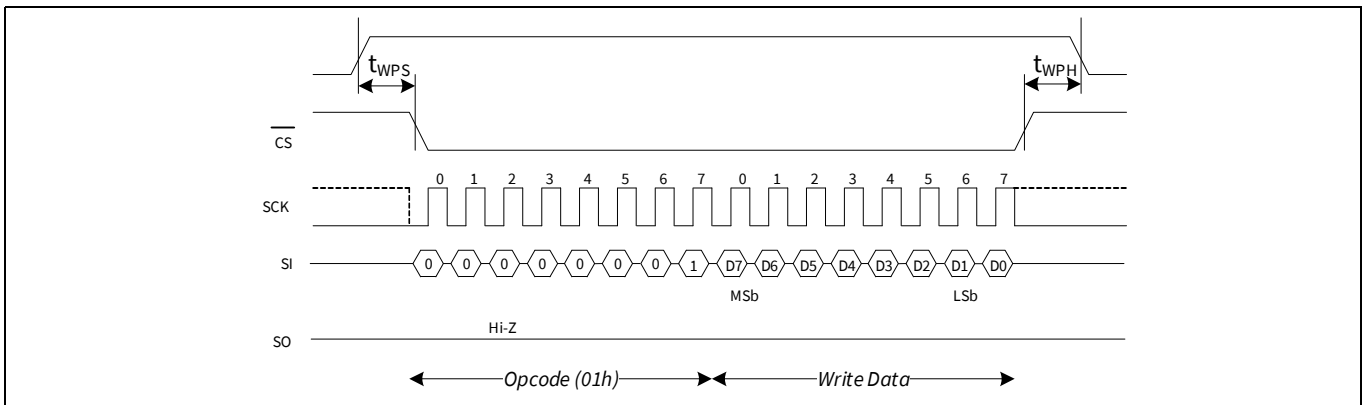 tWPS tWPH
CS
0 1 2 3 4 5 6 7 0 1 2 3 4 5 6 7
SCK
SI 0 0 0 0 0 0 0 1 D7 D6 D5 D4 D3 D2 D1 D0
MSb LSb
Hi-Z
SO
Opcode (01h) Write Data